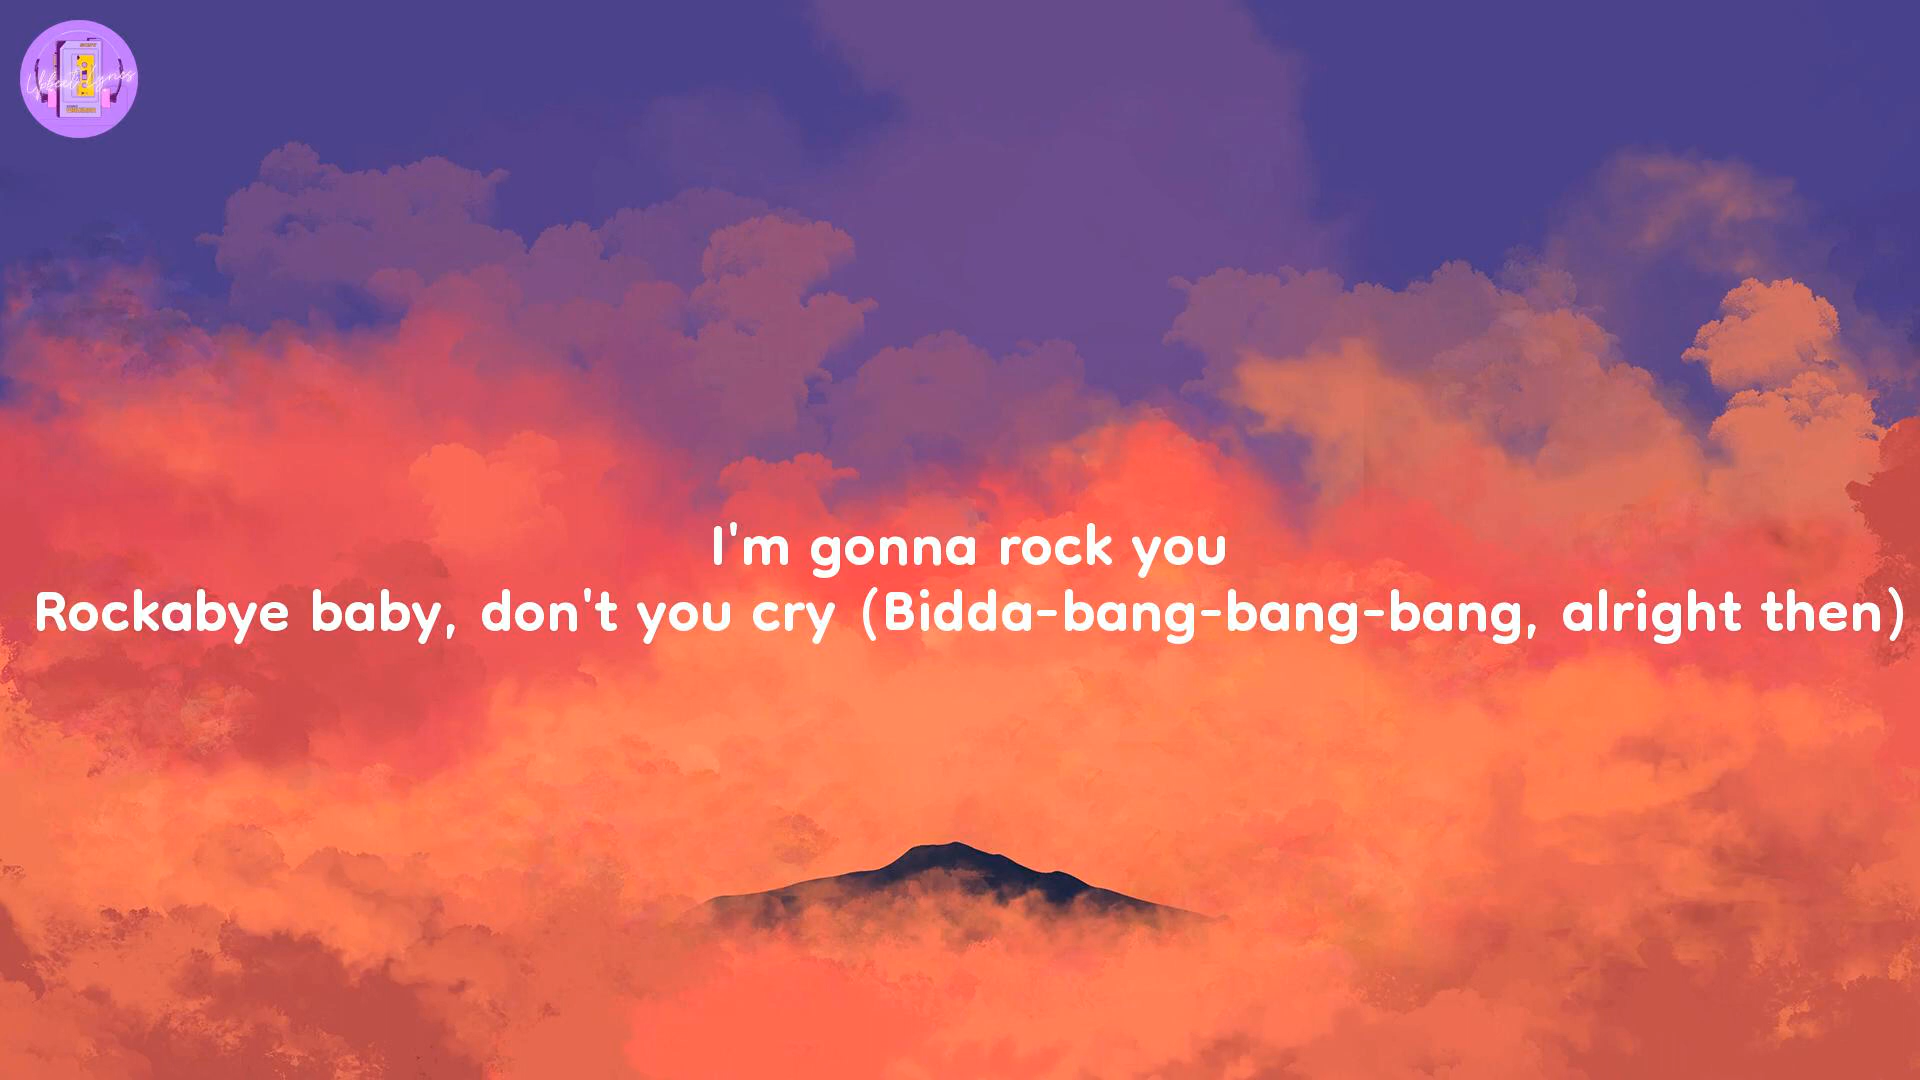 I'm gonna rock you
Rockabye baby, don't you cry (Bidda-bang-bang-bang, alright then)